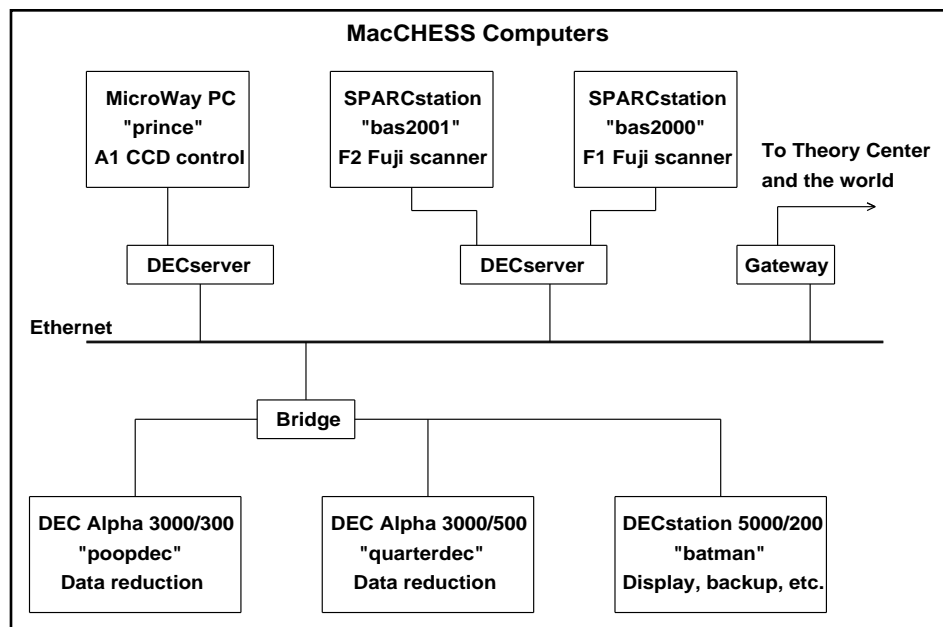 MacCHESS Computers
MicroWay PC
"prince"
A1 CCD control
SPARCstation
"bas2001"
F2 Fuji scanner
SPARCstation
"bas2000"
F1 Fuji scanner
To Theory Center
and the world
DECserver
DECserver
Gateway
Ethernet
Bridge
DEC Alpha 3000/300
"poopdec"
Data reduction
DEC Alpha 3000/500
"quarterdec"
Data reduction
DECstation 5000/200
"batman"
Display, backup, etc.